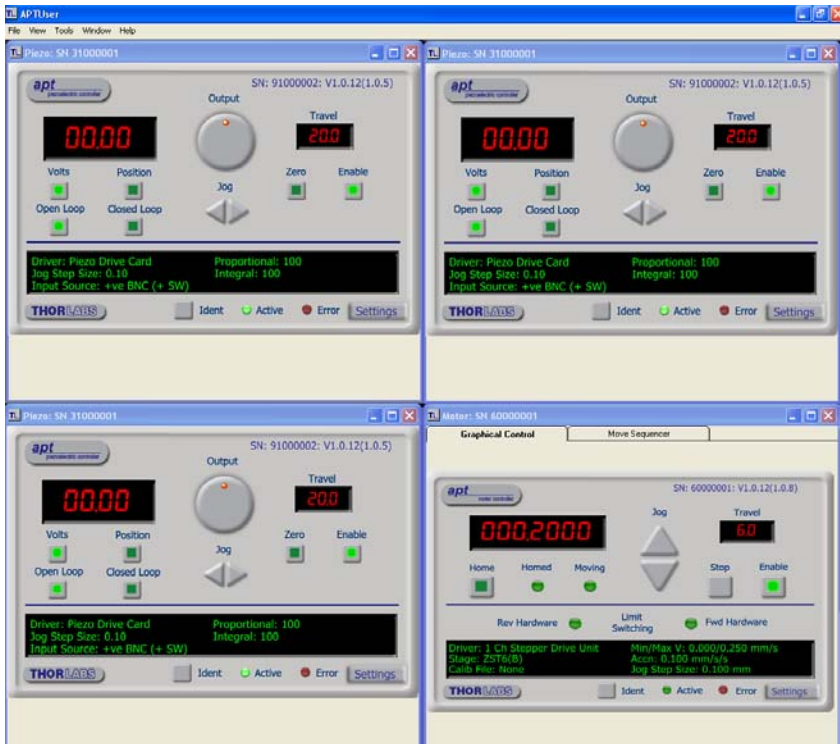 APTUser
File View Tools Window Help
Piezo: SN 31000001
apt
piezoelectric controller
SN: 91000002: V1.0.12(1.0.5)
Output
Travel
00.00
20.0
Volts Position Zero Enable
Jog
Open Loop Closed Loop
Driver: Piezo Drive Card Proportional: 100
Jog Step Size: 0.10 Integral: 100
Input Source: +ve BNC (+ SW)
THORLABS Ident Active Error Settings
Piezo: SN 31000001
apt
piezoelectric controller
SN: 91000002: V1.0.12(1.0.5)
Output
Travel
00.00
20.0
Volts Position Zero Enable
Jog
Open Loop Closed Loop
Driver: Piezo Drive Card Proportional: 100
Jog Step Size: 0.10 Integral: 100
Input Source: +ve BNC (+ SW)
THORLABS Ident Active Error Settings
Piezo: SN 31000001
apt
piezoelectric controller
SN: 91000002: V1.0.12(1.0.5)
Output
Travel
00.00
20.0
Volts Position Zero Enable
Jog
Open Loop Closed Loop
Driver: Piezo Drive Card Proportional: 100
Jog Step Size: 0.10 Integral: 100
Input Source: +ve BNC (+ SW)
THORLABS Ident Active Error Settings
Motor: SN 60000001
Graphical Control Move Sequencer
apt
motor controller
SN: 60000001: V1.0.12(1.0.8)
Jog Travel
000.2000
6.0
Home Homed Moving Stop Enable
Rev Hardware Limit Switching Fwd Hardware
Driver: 1 Ch Stepper Drive Unit Min/Max V: 0.000/0.250 mm/s
Stage: ZST6(B) Accn: 0.100 mm/s/s
Calib File: None Jog Step Size: 0.100 mm
THORLABS Ident Active Error Settings